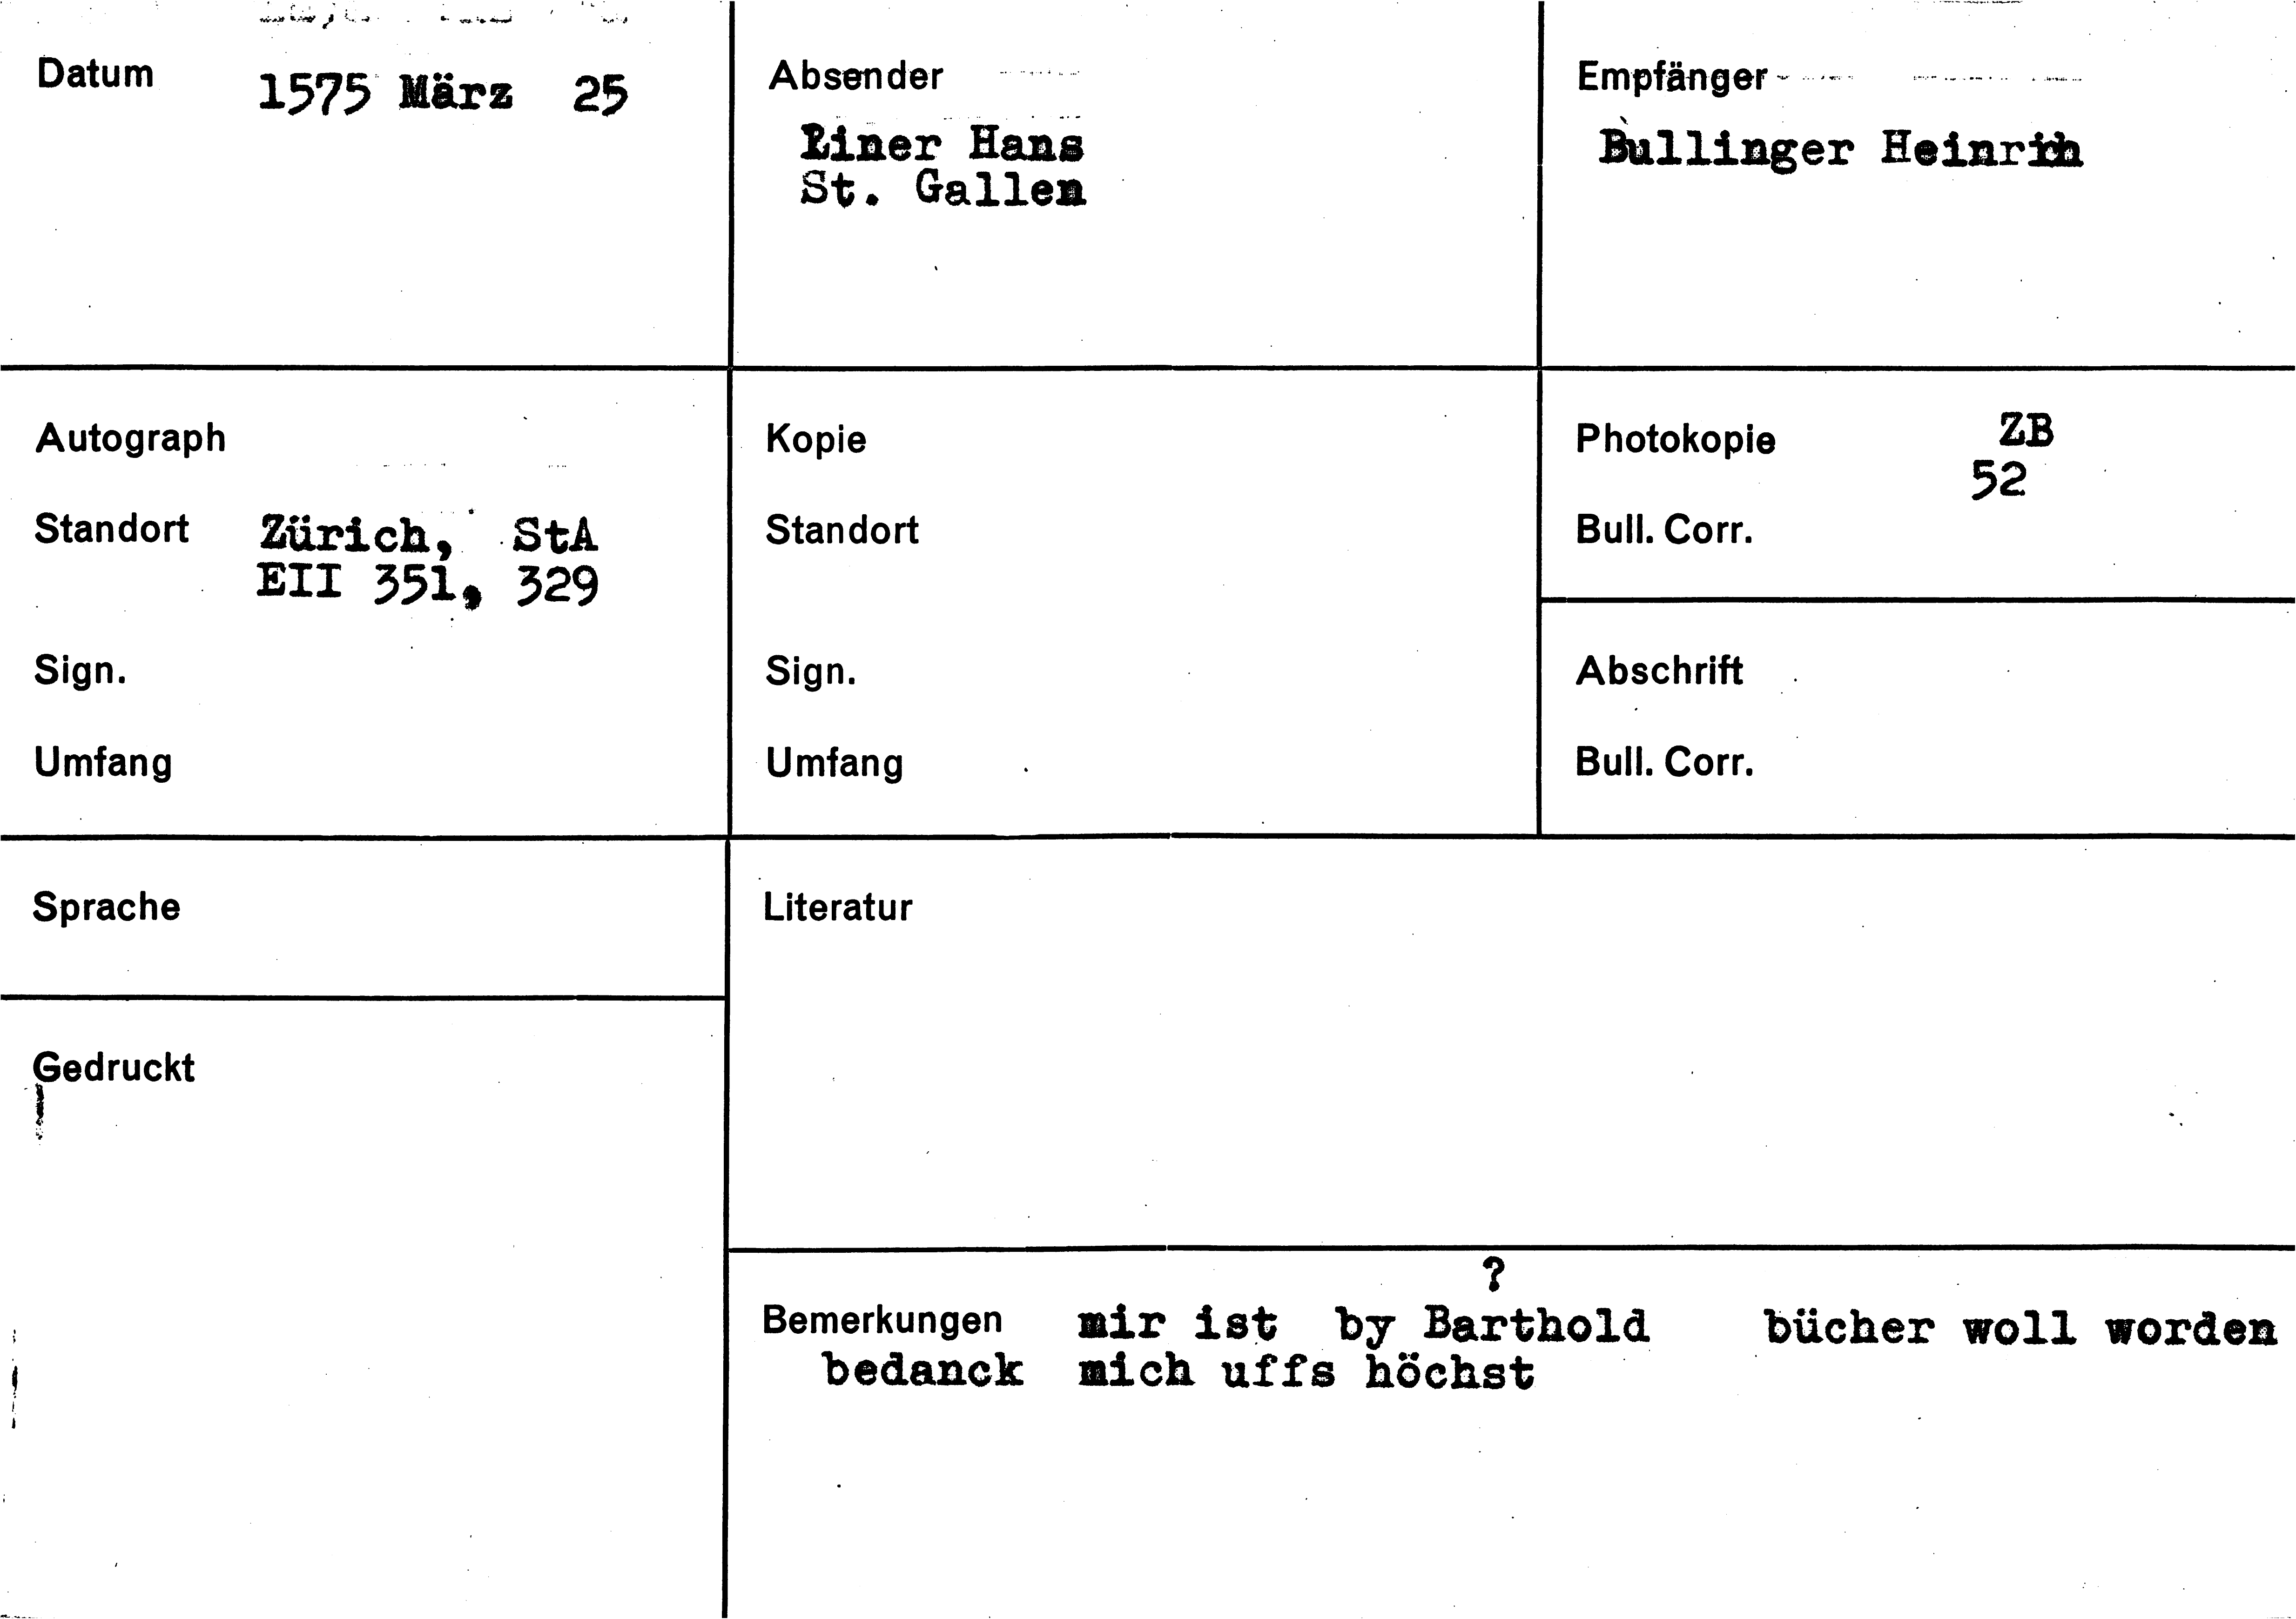 Datum 1575 März 25
Absender
Liner Hans
St. Gallen
Empfänger
Bullinger Heinrich
Autograph
Standort Zürich, StA
EII 351, 329
Sign.
Umfang
Kopie
Standort
Sign.
Umfang
Photokopie ZB
52
Bull. Corr.
Abschrift
Bull. Corr.
Sprache
Gedruckt
Literatur
?
Bemerkungen mir ist by Barthold bücher woll worden
bedanck mich uffs höchst